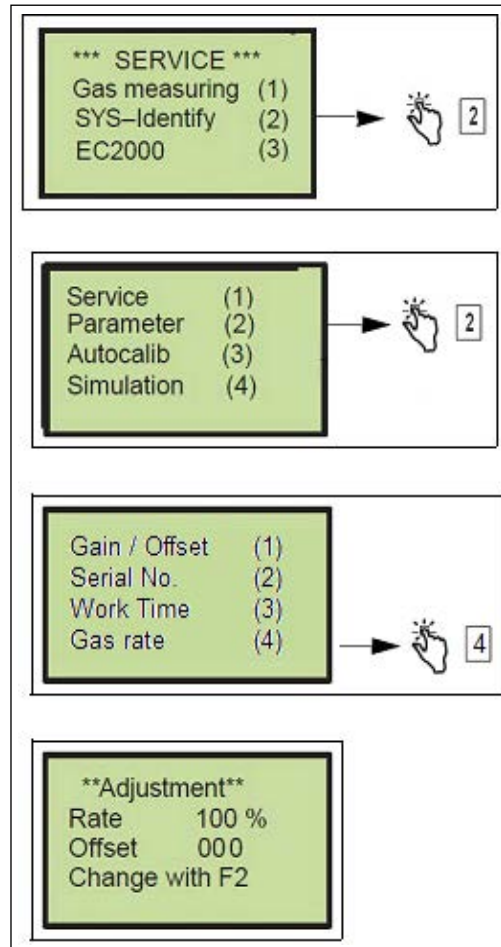 *** SERVICE ***
Gas measuring (1)
SYS–Identify (2)
EC2000 (3)
2
Service (1)
Parameter (2)
Autocalib (3)
Simulation (4)
2
Gain / Offset (1)
Serial No. (2)
Work Time (3)
Gas rate (4)
4
**Adjustment**
Rate 100 %
Offset 000
Change with F2